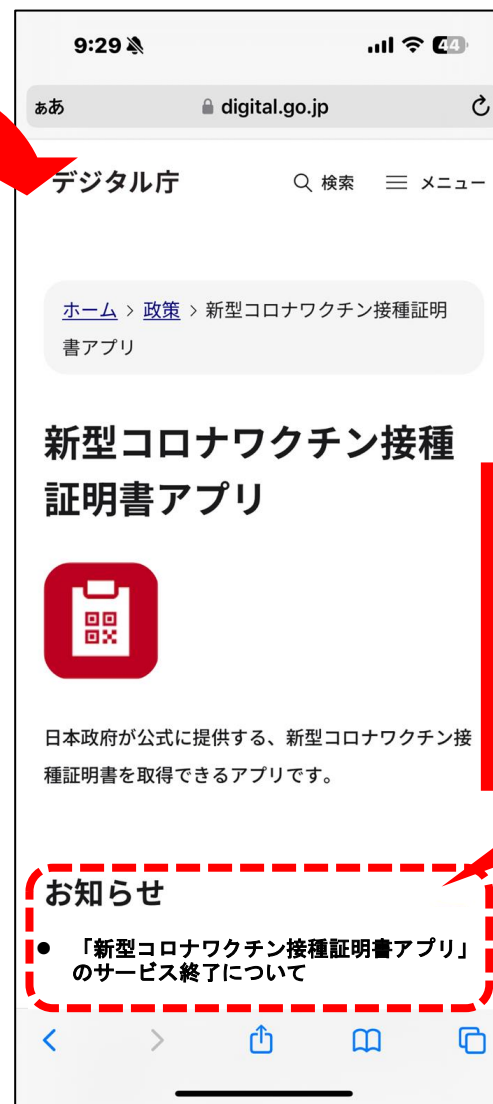 9:29
44
ぁあ digital.go.jp
デジタル庁 検索 メニュー
ホーム > 政策 > 新型コロナワクチン接種証明
書アプリ
新型コロナワクチン接種
証明書アプリ
日本政府が公式に提供する、新型コロナワクチン接
種証明書を取得できるアプリです。
お知らせ
● 「新型コロナワクチン接種証明書アプリ」
のサービス終了について